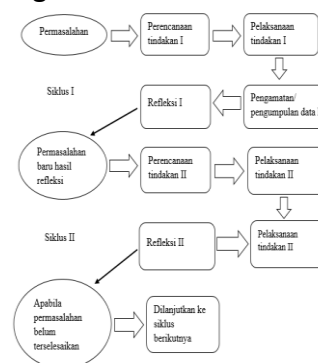 Permasalahan
Perencanaan
tindakan I
Pelaksanaan
tindakan I
Siklus I
Refleksi I
Pengamatan/
pengumpulan data I
Permasalahan
baru hasil
refleksi
Perencanaan
tindakan II
Pelaksanaan
tindakan II
Siklus II
Refleksi II
Pelaksanaan
tindakan II
Apabila
permasalahan
belum
terselesaikan
Dilanjutkan ke
siklus
berikutnya